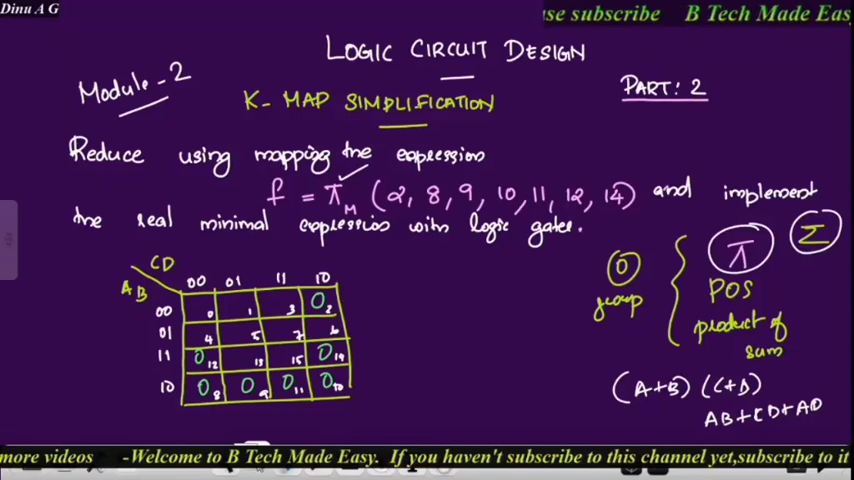 Dinu A G
use subscribe B Tech Made Easy.
LOGIC CIRCUIT DESIGN
Module-2
PART: 2
K- MAP SIMPLIFICATION
Reduce using mapping the expression
f = π M (2, 8, 9, 10, 11, 12, 14) and implement
the real minimal expression with logic gates.
π Σ
0
group
POS
product of
sum
CD
AB
00 01 11 10
00 0 1 3 0 2
01 4 5 7 6
11 0 12 13 15 0 14
10 0 8 0 9 0 11 0 10
(A+B) (C+D)
AB+CD+AD
more videos -Welcome to B Tech Made Easy. If you haven't subscribe to this channel yet,subscribe to it